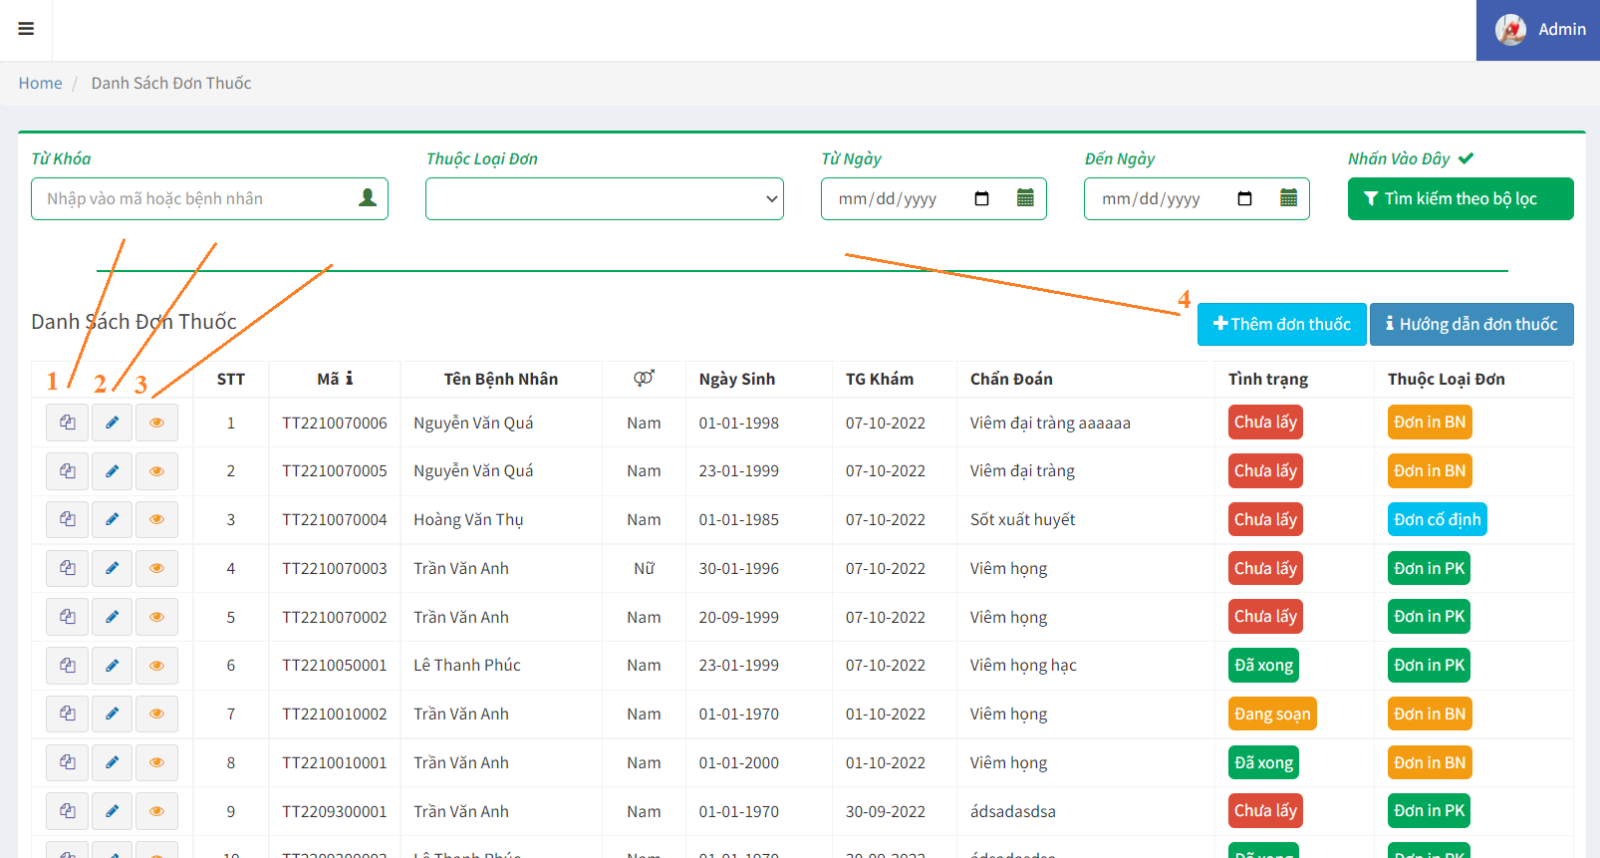 Admin
Home / Danh Sách Đơn Thuốc
Từ Khóa Thuộc Loại Đơn Từ Ngày Đến Ngày Nhấn Vào Đây
Nhập vào mã hoặc bệnh nhân mm/dd/yyyy mm/dd/yyyy Tìm kiếm theo bộ lọc
4
Danh Sách Đơn Thuốc Thêm đơn thuốc Hướng dẫn đơn thuốc
1 2 3 STT Mã Tên Bệnh Nhân Ngày Sinh TG Khám Chẩn Đoán Tình trạng Thuộc Loại Đơn
1 TT2210070006 Nguyễn Văn Quá Nam 01-01-1998 07-10-2022 Viêm đại tràng aaaaaa Chưa lấy Đơn in BN
2 TT2210070005 Nguyễn Văn Quá Nam 23-01-1999 07-10-2022 Viêm đại tràng Chưa lấy Đơn in BN
3 TT2210070004 Hoàng Văn Thụ Nam 01-01-1985 07-10-2022 Sốt xuất huyết Chưa lấy Đơn cố định
4 TT2210070003 Trần Văn Anh Nữ 30-01-1996 07-10-2022 Viêm họng Chưa lấy Đơn in PK
5 TT2210070002 Trần Văn Anh Nam 20-09-1999 07-10-2022 Viêm họng Chưa lấy Đơn in PK
6 TT2210050001 Lê Thanh Phúc Nam 23-01-1999 07-10-2022 Viêm họng hạc Đã xong Đơn in PK
7 TT2210010002 Trần Văn Anh Nam 01-01-1970 01-10-2022 Viêm họng Đang soạn Đơn in BN
8 TT2210010001 Trần Văn Anh Nam 01-01-2000 01-10-2022 Viêm họng Đã xong Đơn in BN
9 TT2209300001 Trần Văn Anh Nam 01-01-1970 30-09-2022 ádsadasdsa Chưa lấy Đơn in PK